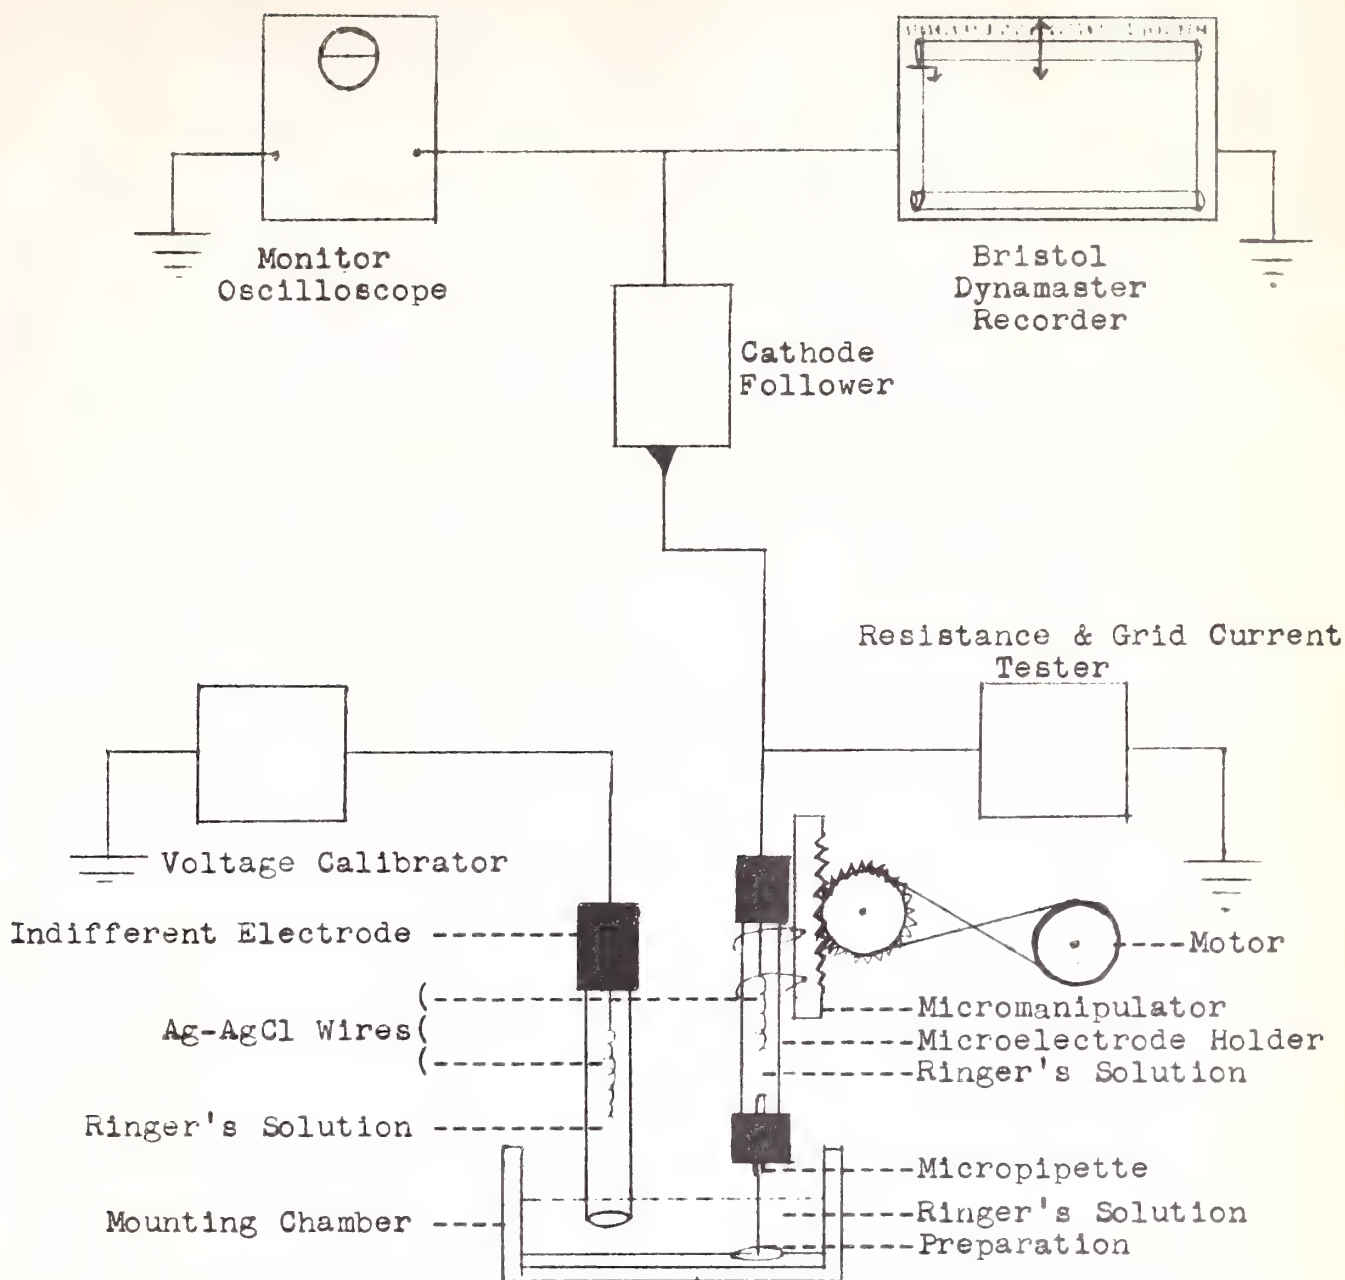 Monitor
Oscilloscope
Bristol
Dynamaster
Recorder
Cathode
Follower
Resistance & Grid Current
Tester
Voltage Calibrator
Indifferent Electrode
Motor
Ag-AgCl Wires
Micromanipulator
Microelectrode Holder
Ringer's Solution
Ringer's Solution
Micropipette
Mounting Chamber
Ringer's Solution
Preparation